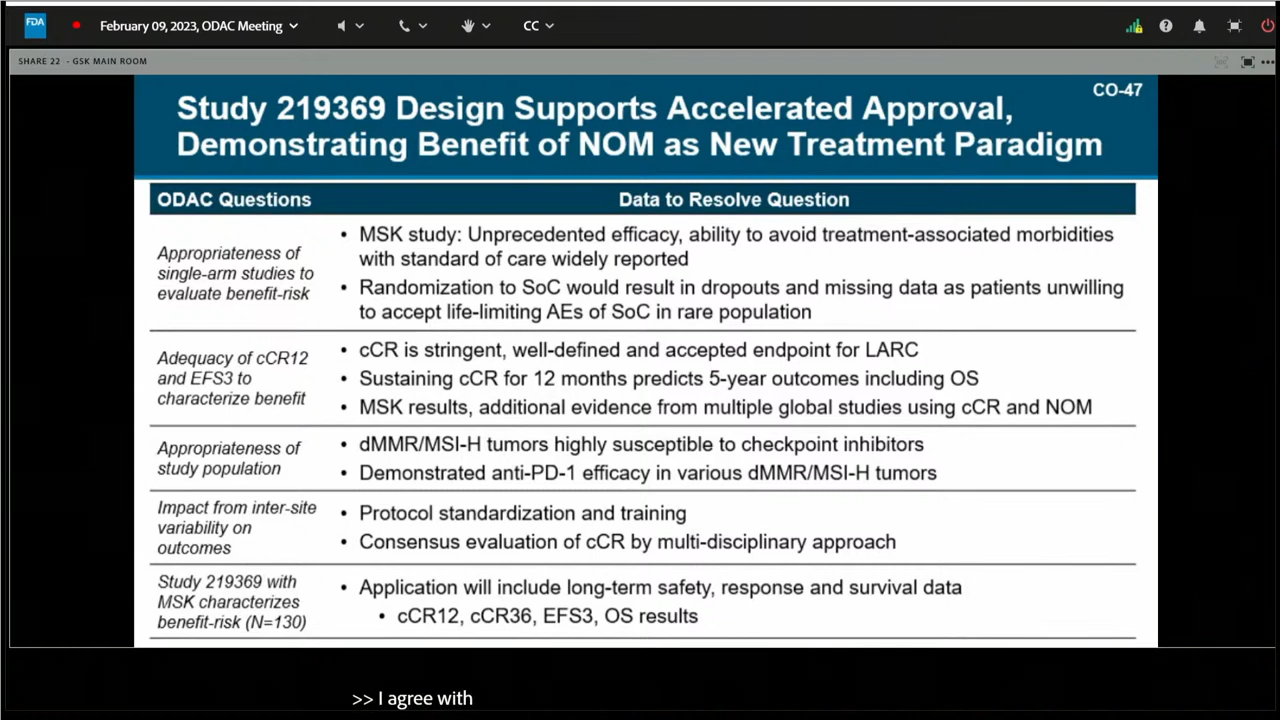 FDA
February 09, 2023, ODAC Meeting
CC
SHARE 22 - GSK MAIN ROOM
CO-47
Study 219369 Design Supports Accelerated Approval,
Demonstrating Benefit of NOM as New Treatment Paradigm
ODAC Questions
Data to Resolve Question
Appropriateness of
single-arm studies to
evaluate benefit-risk
• MSK study: Unprecedented efficacy, ability to avoid treatment-associated morbidities
with standard of care widely reported
• Randomization to SoC would result in dropouts and missing data as patients unwilling
to accept life-limiting AEs of SoC in rare population
Adequacy of cCR12
and EFS3 to
characterize benefit
• cCR is stringent, well-defined and accepted endpoint for LARC
• Sustaining cCR for 12 months predicts 5-year outcomes including OS
• MSK results, additional evidence from multiple global studies using cCR and NOM
Appropriateness of
study population
• dMMR/MSI-H tumors highly susceptible to checkpoint inhibitors
• Demonstrated anti-PD-1 efficacy in various dMMR/MSI-H tumors
Impact from inter-site
variability on
outcomes
• Protocol standardization and training
• Consensus evaluation of cCR by multi-disciplinary approach
Study 219369 with
MSK characterizes
benefit-risk (N=130)
• Application will include long-term safety, response and survival data
• cCR12, cCR36, EFS3, OS results
>> I agree with